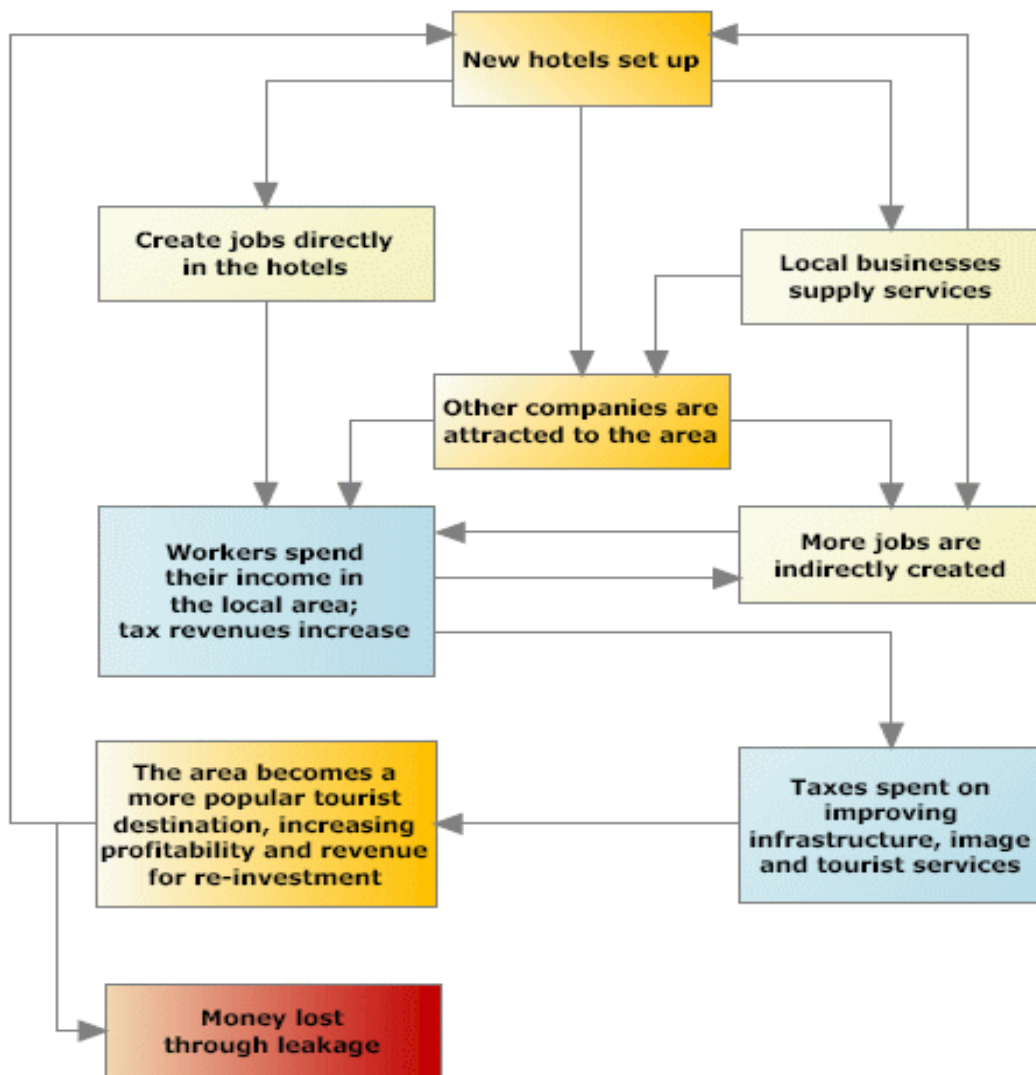 New hotels set up
Create jobs directly
in the hotels
Local businesses
supply services
Other companies are
attracted to the area
Workers spend
their income in
the local area;
tax revenues increase
More jobs are
indirectly created
The area becomes a
more popular tourist
destination, increasing
profitability and revenue
for re-investment
Taxes spent on
improving
infrastructure, image
and tourist services
Money lost
through leakage